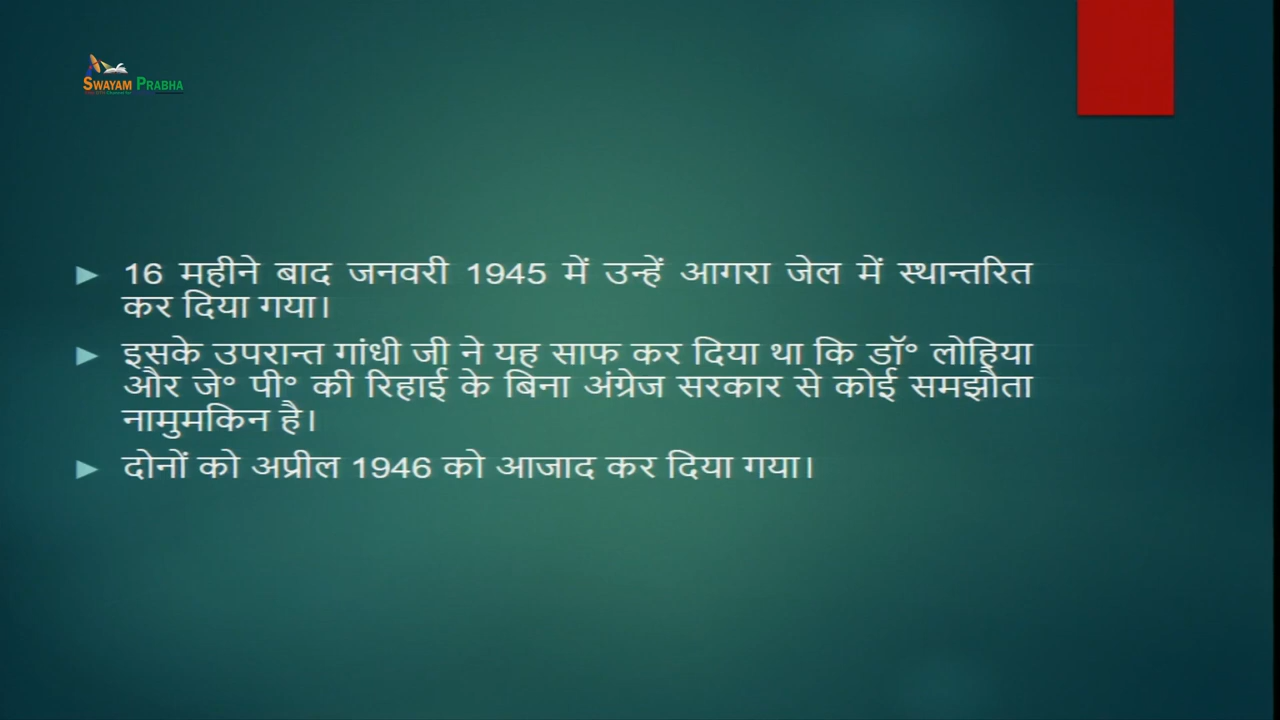 SWAYAM PRABHA
16 महीने बाद जनवरी 1945 में उन्हें आगरा जेल में स्थान्तरित
कर दिया गया।
इसके उपरान्त गांधी जी ने यह साफ कर दिया था कि डॉ॰ लोहिया
और जे॰ पी॰ की रिहाई के बिना अंग्रेज सरकार से कोई समझौता
नामुमकिन है।
दोनों को अप्रील 1946 को आजाद कर दिया गया।